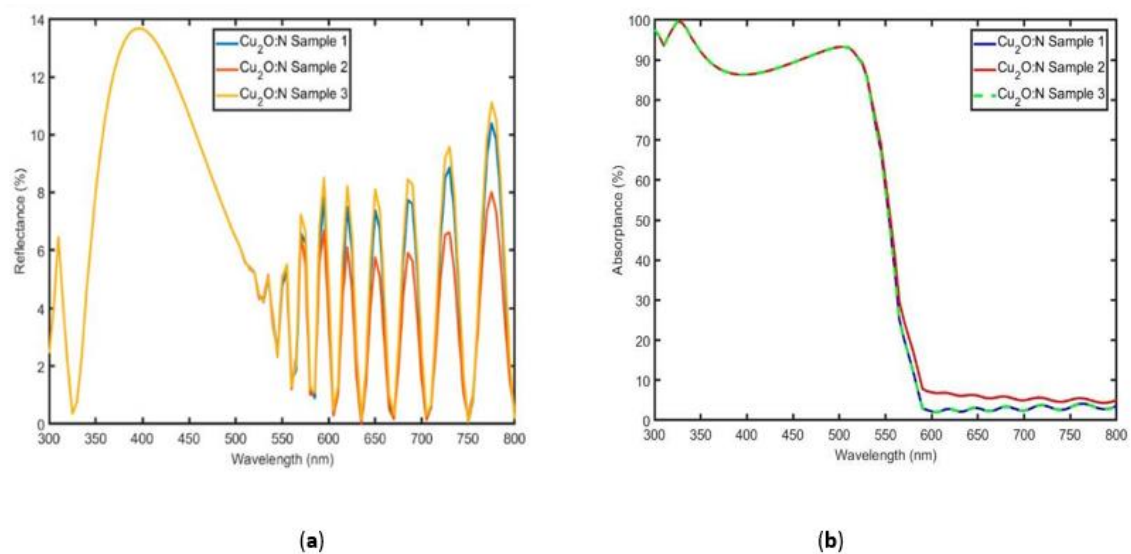 14
12
10
8
6
4
2
0
Reflectance (%)
Cu₂O:N Sample 1
Cu₂O:N Sample 2
Cu₂O:N Sample 3
300 350 400 450 500 550 600 650 700 750 800
Wavelength (nm)
(a)
100
90
80
70
60
50
40
30
20
10
0
Absorptance (%)
Cu₂O:N Sample 1
Cu₂O:N Sample 2
Cu₂O:N Sample 3
300 350 400 450 500 550 600 650 700 750 800
Wavelength (nm)
(b)